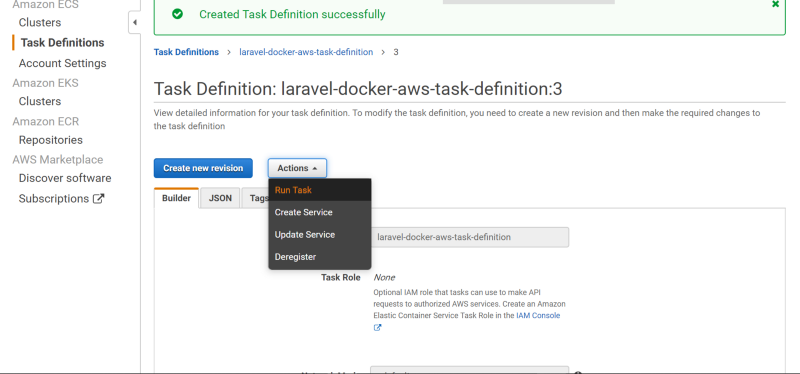 Amazon ECS
Clusters
Task Definitions
Account Settings
Amazon EKS
Clusters
Amazon ECR
Repositories
AWS Marketplace
Discover software
Subscriptions
Created Task Definition successfully
Task Definitions > laravel-docker-aws-task-definition > 3
Task Definition: laravel-docker-aws-task-definition:3
View detailed information for your task definition. To modify the task definition, you need to create a new revision and then make the required changes to
the task definition
Create new revision
Actions
Run Task
Create Service
Update Service
Deregister
Builder
JSON
Tags
laravel-docker-aws-task-definition
Task Role
None
Optional IAM role that tasks can use to make API
requests to authorized AWS services. Create an Amazon
Elastic Container Service Task Role in the IAM Console